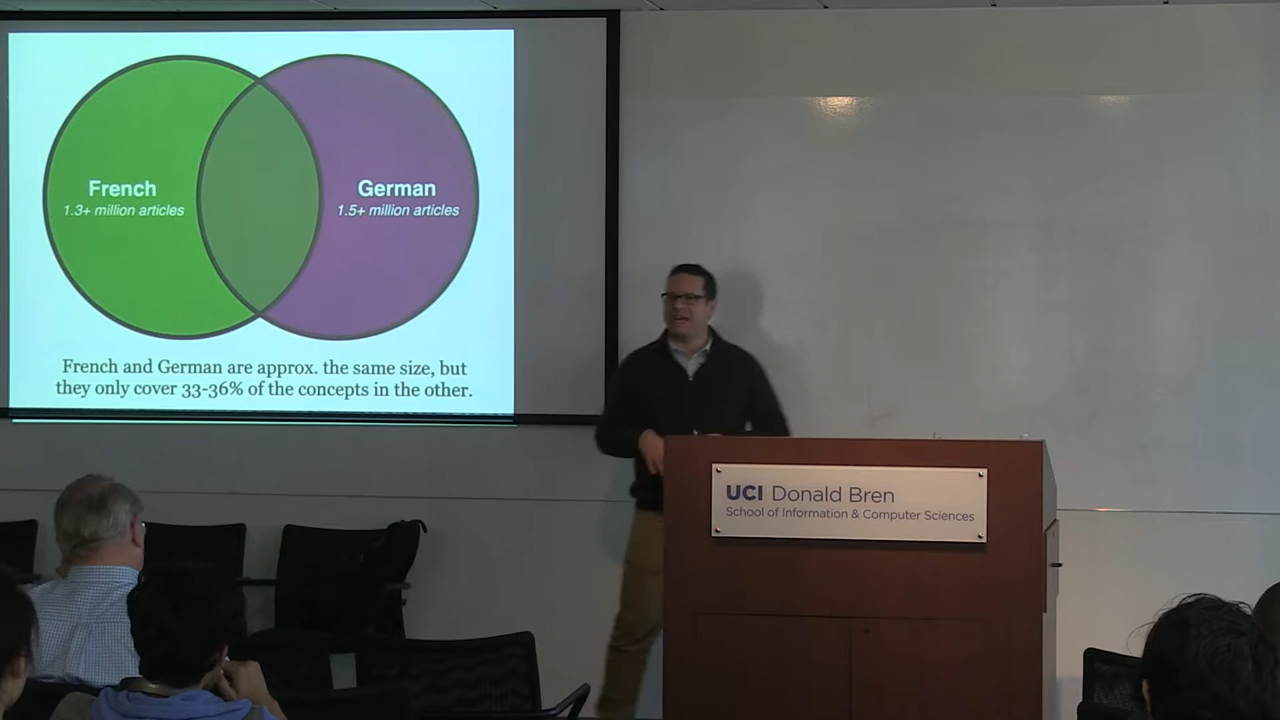 French
1.3+ million articles
German
1.5+ million articles
French and German are approx. the same size, but
they only cover 33-36% of the concepts in the other.
UCI Donald Bren
School of Information & Computer Sciences